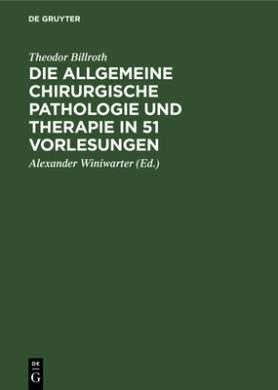 DE GRUYTER
Theodor Billroth
DIE ALLGEMEINE
CHIRURGISCHE
PATHOLOGIE UND
THERAPIE IN 51
VORLESUNGEN
Alexander Winiwarter (Ed.)
DE
G